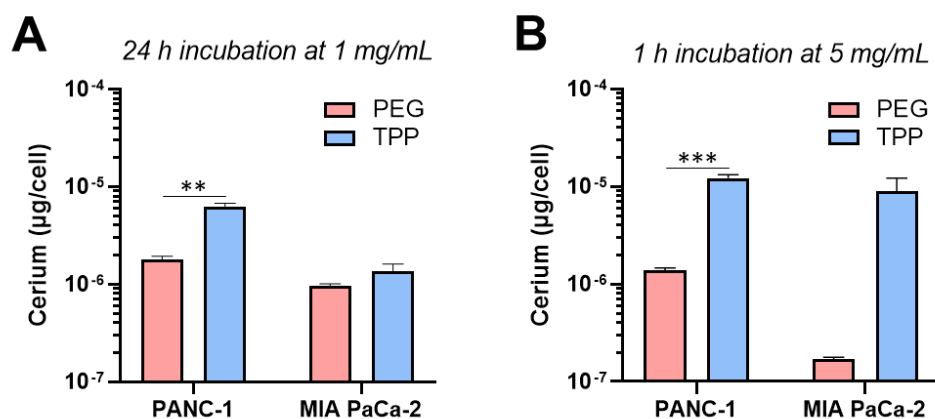 A
24 h incubation at 1 mg/mL
Cerium (µg/cell)
10⁻⁴
10⁻⁵
10⁻⁶
10⁻⁷
PEG
TPP
**
PANC-1
MIA PaCa-2
B
1 h incubation at 5 mg/mL
Cerium (µg/cell)
10⁻⁴
10⁻⁵
10⁻⁶
10⁻⁷
PEG
TPP
***
PANC-1
MIA PaCa-2